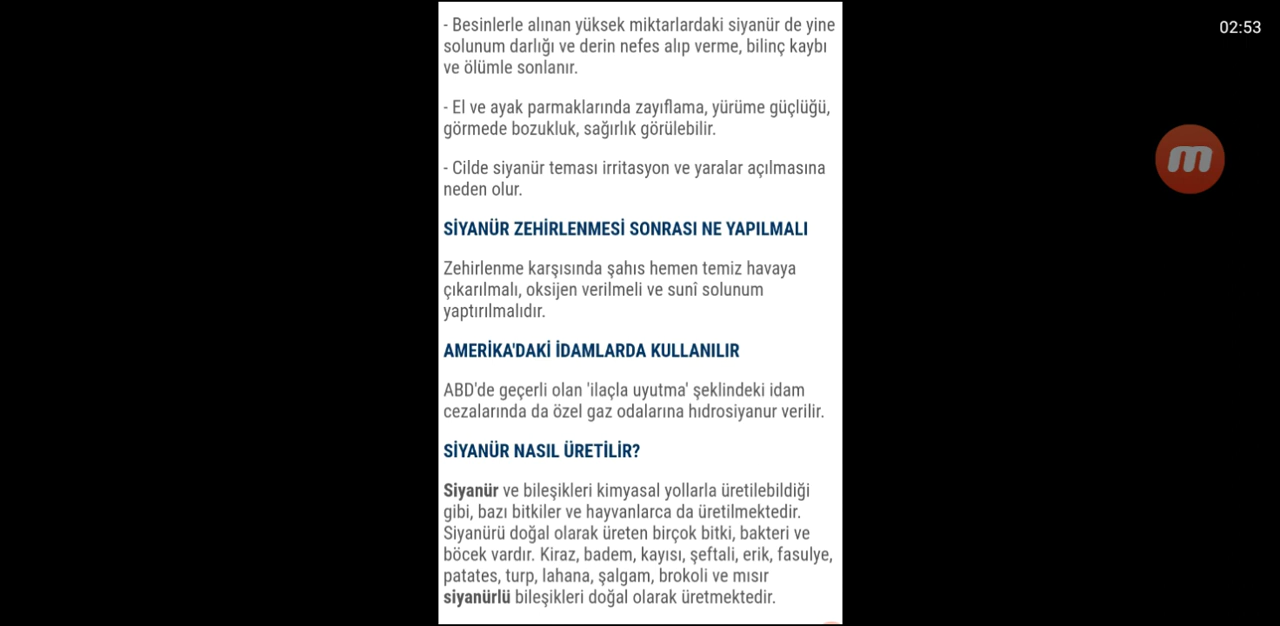 02:53
- Besinlerle alınan yüksek miktarlardaki siyanür de yine
solunum darlığı ve derin nefes alıp verme, bilinç kaybı
ve ölümle sonlanır.
- El ve ayak parmaklarında zayıflama, yürüme güçlüğü,
görmede bozukluk, sağırlık görülebilir.
- Cilde siyanür teması irritasyon ve yaralar açılmasına
neden olur.
SİYANÜR ZEHİRLENMESİ SONRASI NE YAPILMALI
Zehirlenme karşısında şahıs hemen temiz havaya
çıkarılmalı, oksijen verilmeli ve sunî solunum
yaptırılmalıdır.
AMERİKA'DAKİ İDAMLARDA KULLANILIR
ABD'de geçerli olan 'ilaçla uyutma' şeklindeki idam
cezalarında da özel gaz odalarına hıdrosiyanur verilir.
SİYANÜR NASIL ÜRETİLİR?
Siyanür ve bileşikleri kimyasal yollarla üretilebildiği
gibi, bazı bitkiler ve hayvanlarca da üretilmektedir.
Siyanürü doğal olarak üreten birçok bitki, bakteri ve
böcek vardır. Kiraz, badem, kayısı, şeftali, erik, fasulye,
patates, turp, lahana, şalgam, brokoli ve mısır
siyanürlü bileşikleri doğal olarak üretmektedir.